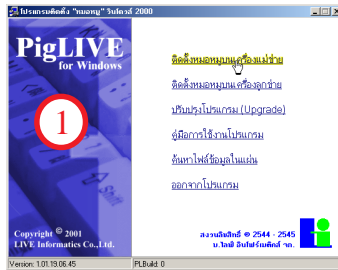 โปรแกรมติดตั้ง "หมอหมู" วินโดวส์ 2000
PigLIVE
for Windows
1
ติดตั้งหมอหมูบนเครื่องแม่ข่าย
ติดตั้งหมอหมูบนเครื่องลูกข่าย
ปรับปรุงโปรแกรม (Upgrade)
คู่มือการใช้งานโปรแกรม
ค้นหาไฟล์ข้อมูลในแผ่น
ออกจากโปรแกรม
Copyright © 2001
LIVE Informatics Co.,Ltd.
สงวนลิขสิทธิ์ © 2544 - 2545
บ.ไลฟ์ อินโฟร์เมติกส์ จก.
Version: 1.01.19.06.45
PLBuild: 0